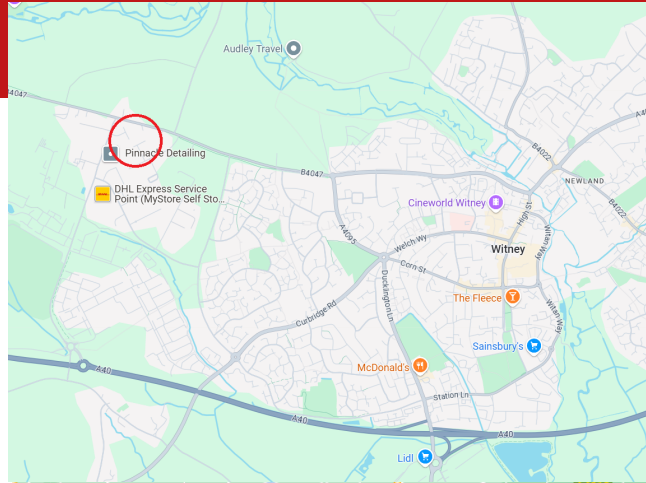 Audley Travel
B4047
Pinnacle Detailing
DHL Express Service
Point (MyStore Self Sto...
B4047
A4095
Cineworld Witney
B4022
NEWLAND
B4022
High St
Witan Way
Welch Wy
Witney
Corn St
Ducklington Ln
The Fleece
Witan Way
Curbridge Rd
Sainsbury's
McDonald's
Station Ln
A40
A40
A40
Lidl